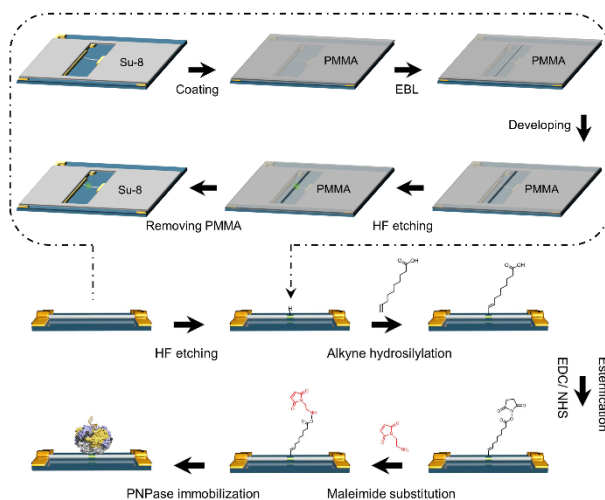 Su-8
PMMA
PMMA
Coating
EBL
Developing
Su-8
PMMA
PMMA
Removing PMMA
HF etching
H
HF etching
Alkyne hydrosilylation
Esterification
EDC/ NHS
PNPase immobilization
Maleimide substitution